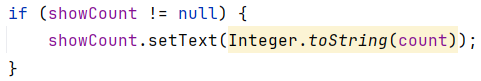 if (showCount != null) {
    showCount.setText(Integer.toString(count));
}